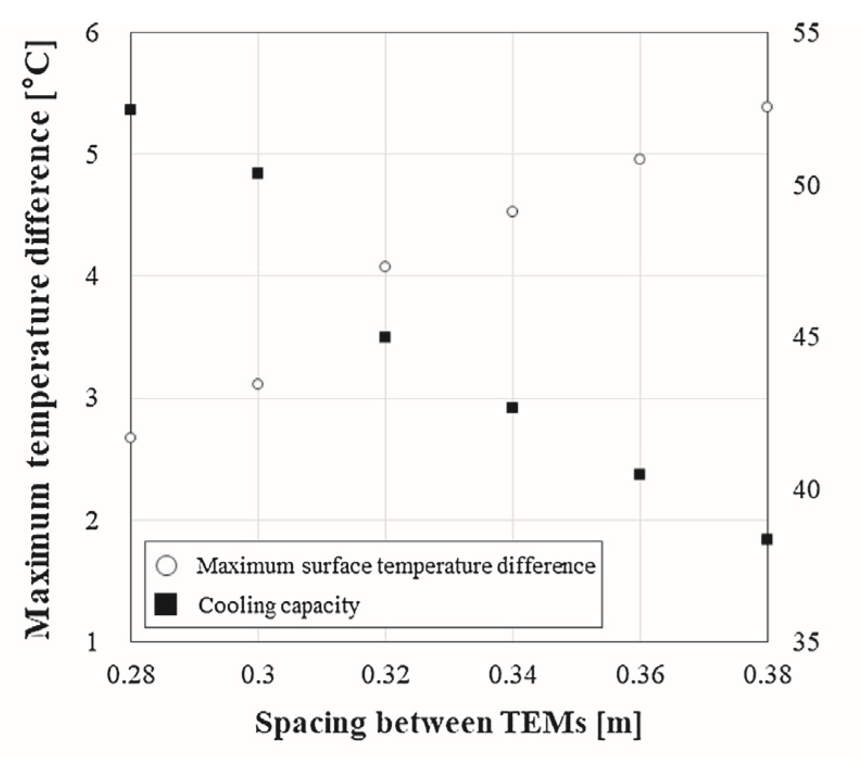 Maximum temperature difference [°C]
6
5
4
3
2
1
55
50
45
40
35
Maximum surface temperature difference
Cooling capacity
0.28 0.3 0.32 0.34 0.36 0.38
Spacing between TEMs [m]